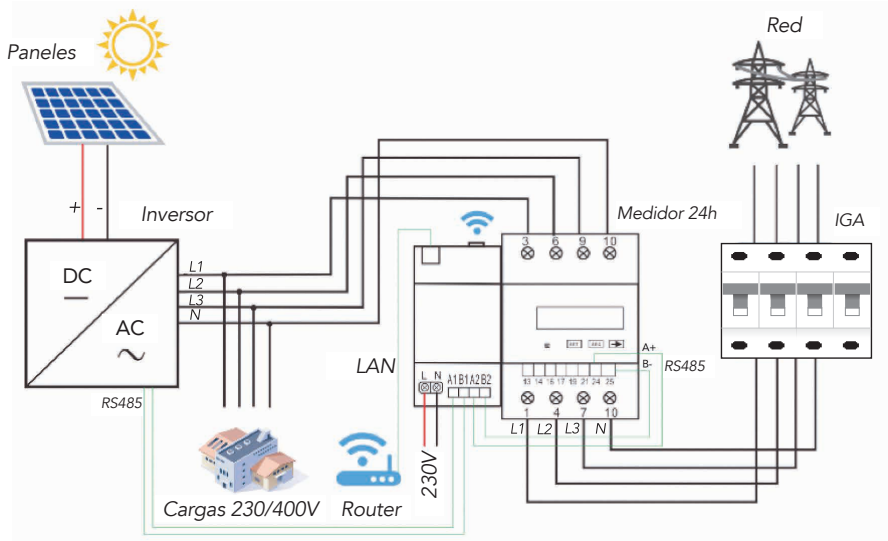 Paneles
Red
+ -
Inversor
Medidor 24h
IGA
3 6 9 10
DC
L1
L2
L3
N
AC
A+
LAN
L N
A1 B1 A2 B2
B-
RS485
13 14 16 17 19 21 24 25
RS485
1 4 7 10
L1 L2 L3 N
230V
Cargas 230/400V
Router